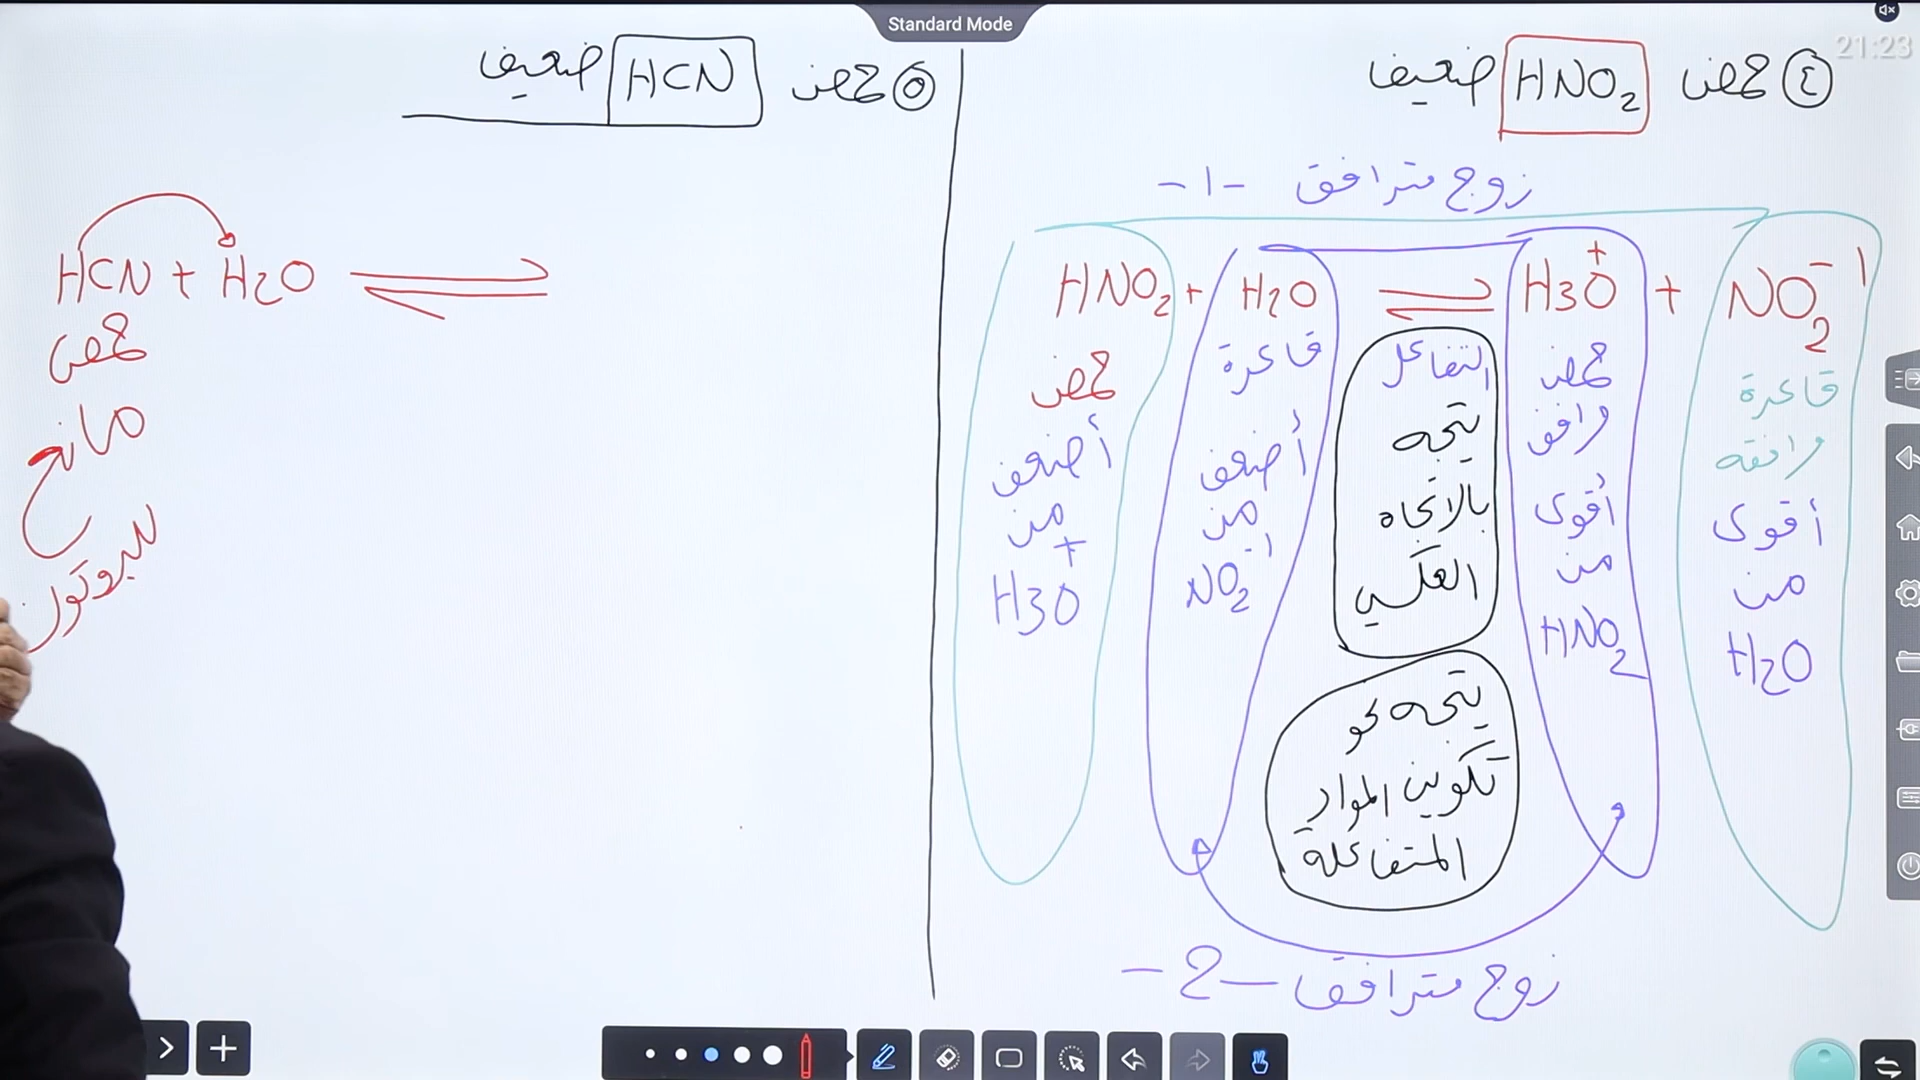 Standard Mode
21:23
④ حمض HNO₂ ضعيف
زوج مترافق -١-
HNO₂ + H₂O ⇌ H3O⁺ + NO₂⁻¹
حمض
أضعف
من
H3O⁺
قاعدة
أضعف
من
NO₂⁻¹
التفاعل
يتجه
بالاتجاه
العكسي
يتجه نحو
تكوين المواد
المتفاعلة
حمض
مرافق
أقوى
من
HNO₂
قاعدة
مرافقة
أقوى
من
H₂O
زوج مترافق -2-
⑤ حمض HCN ضعيف
HCN + H₂O ⇌
حمض
مانح
للبروتون